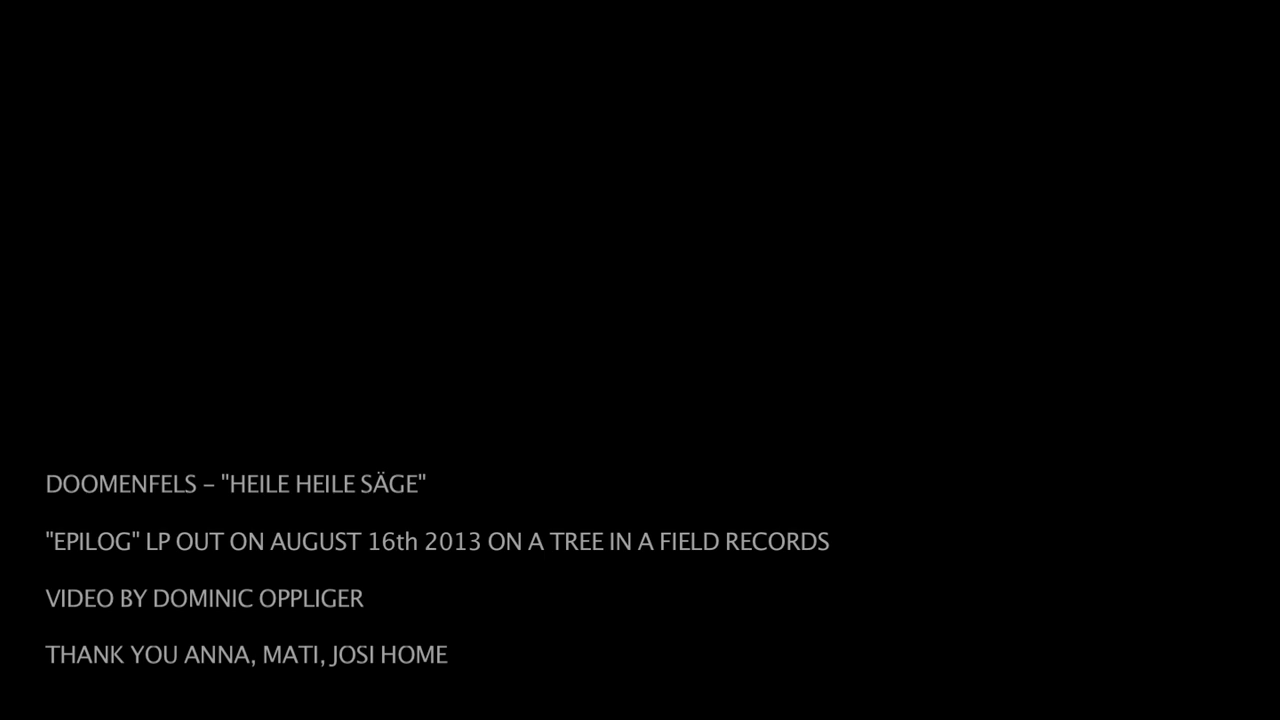 DOOMENFELS – "HEILE HEILE SÄGE"
"EPILOG" LP OUT ON AUGUST 16th 2013 ON A TREE IN A FIELD RECORDS
VIDEO BY DOMINIC OPPLIGER
THANK YOU ANNA, MATI, JOSI HOME